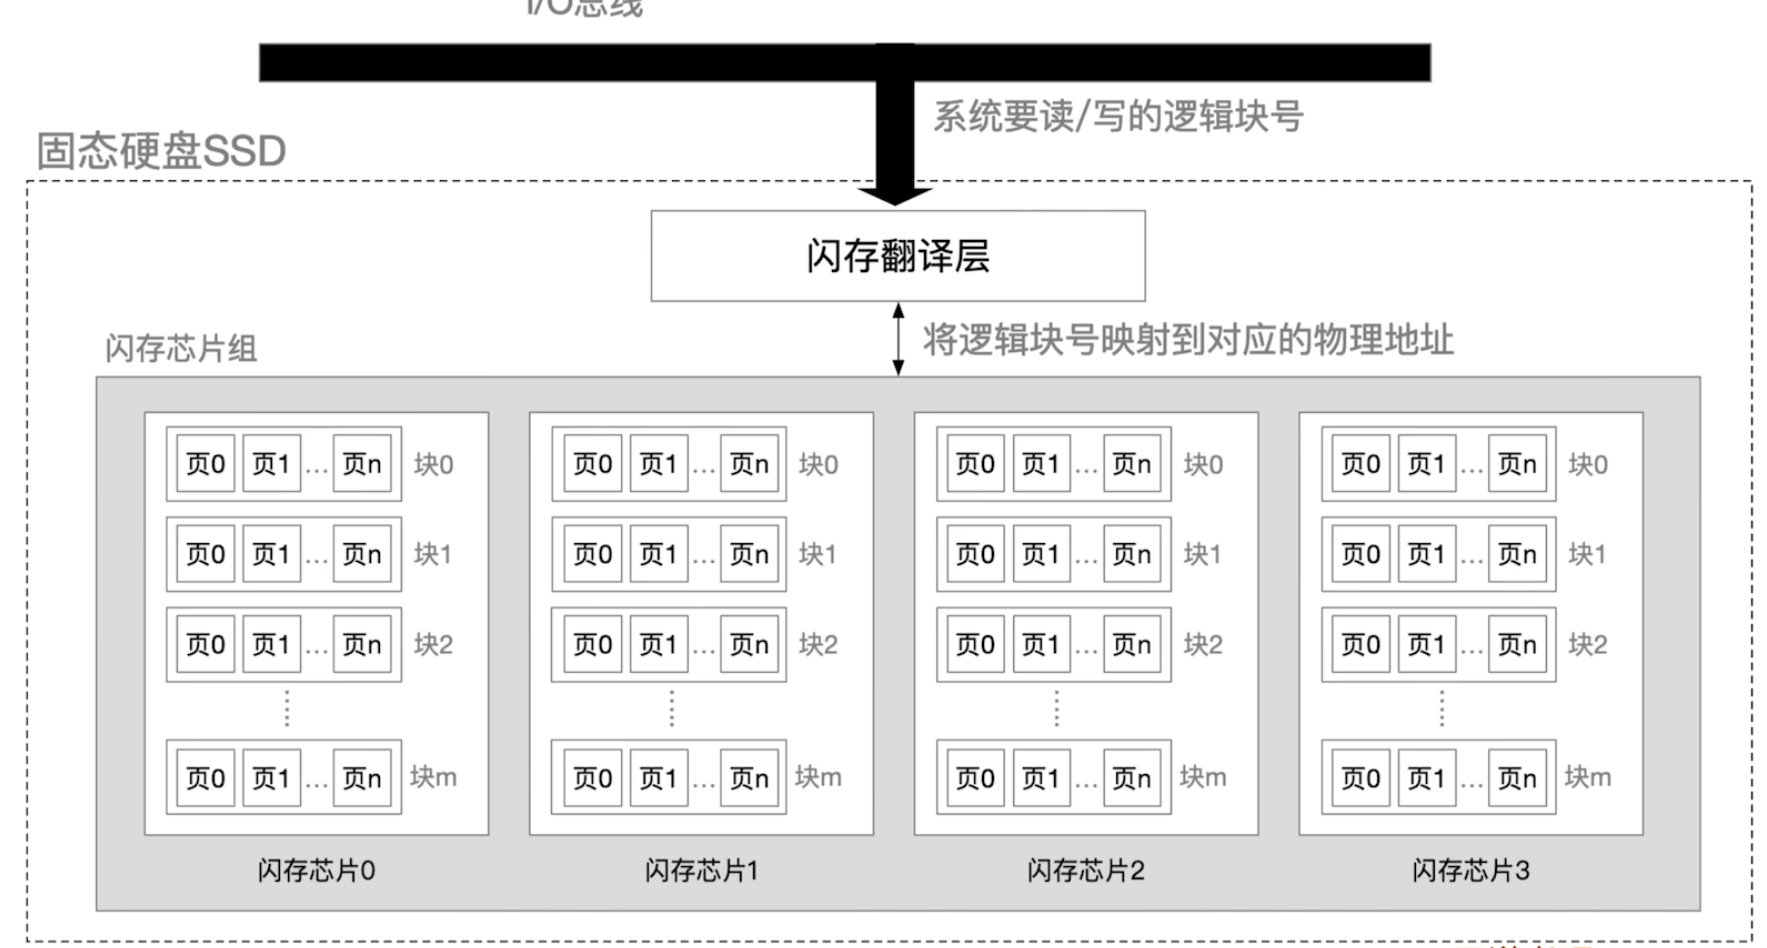 I/O总线
系统要读/写的逻辑块号
固态硬盘SSD
闪存翻译层
将逻辑块号映射到对应的物理地址
闪存芯片组
页0 页1 ... 页n 块0 页0 页1 ... 页n 块0 页0 页1 ... 页n 块0 页0 页1 ... 页n 块0
页0 页1 ... 页n 块1 页0 页1 ... 页n 块1 页0 页1 ... 页n 块1 页0 页1 ... 页n 块1
页0 页1 ... 页n 块2 页0 页1 ... 页n 块2 页0 页1 ... 页n 块2 页0 页1 ... 页n 块2
页0 页1 ... 页n 块m 页0 页1 ... 页n 块m 页0 页1 ... 页n 块m 页0 页1 ... 页n 块m
闪存芯片0 闪存芯片1 闪存芯片2 闪存芯片3